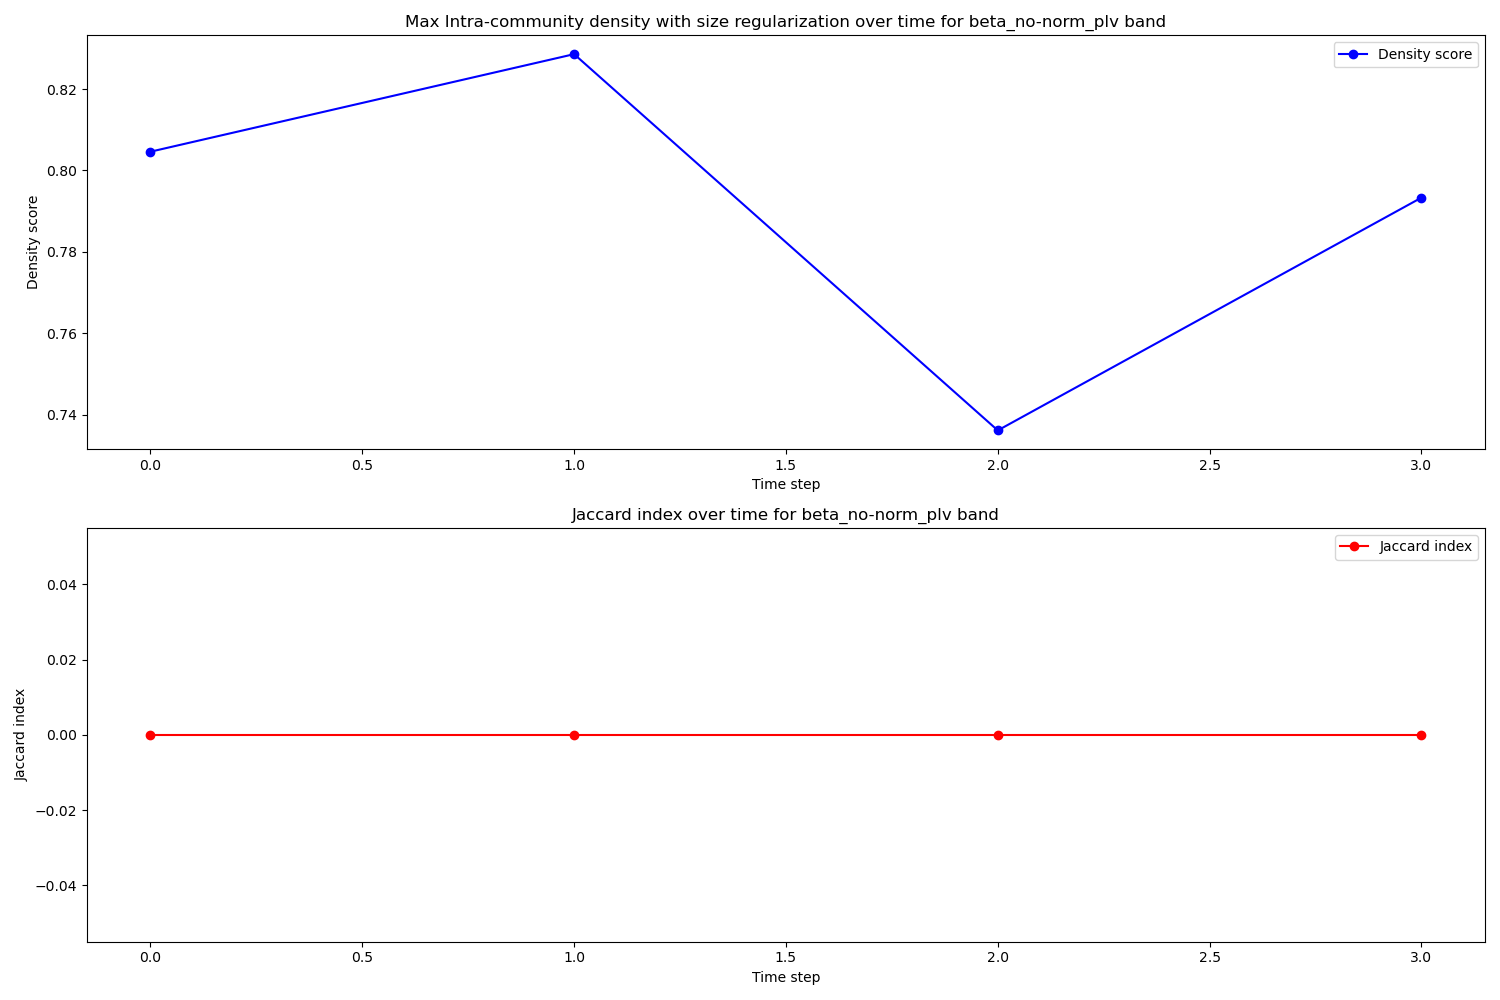 Max Intra-community density with size regularization over time for beta_no-norm_plv band
Density score
0.82
0.80
0.78
0.76
0.74
Density score
0.0 0.5 1.0 1.5 2.0 2.5 3.0
Time step
Jaccard index over time for beta_no-norm_plv band
Jaccard index
0.04
0.02
0.00
−0.02
−0.04
Jaccard index
0.0 0.5 1.0 1.5 2.0 2.5 3.0
Time step